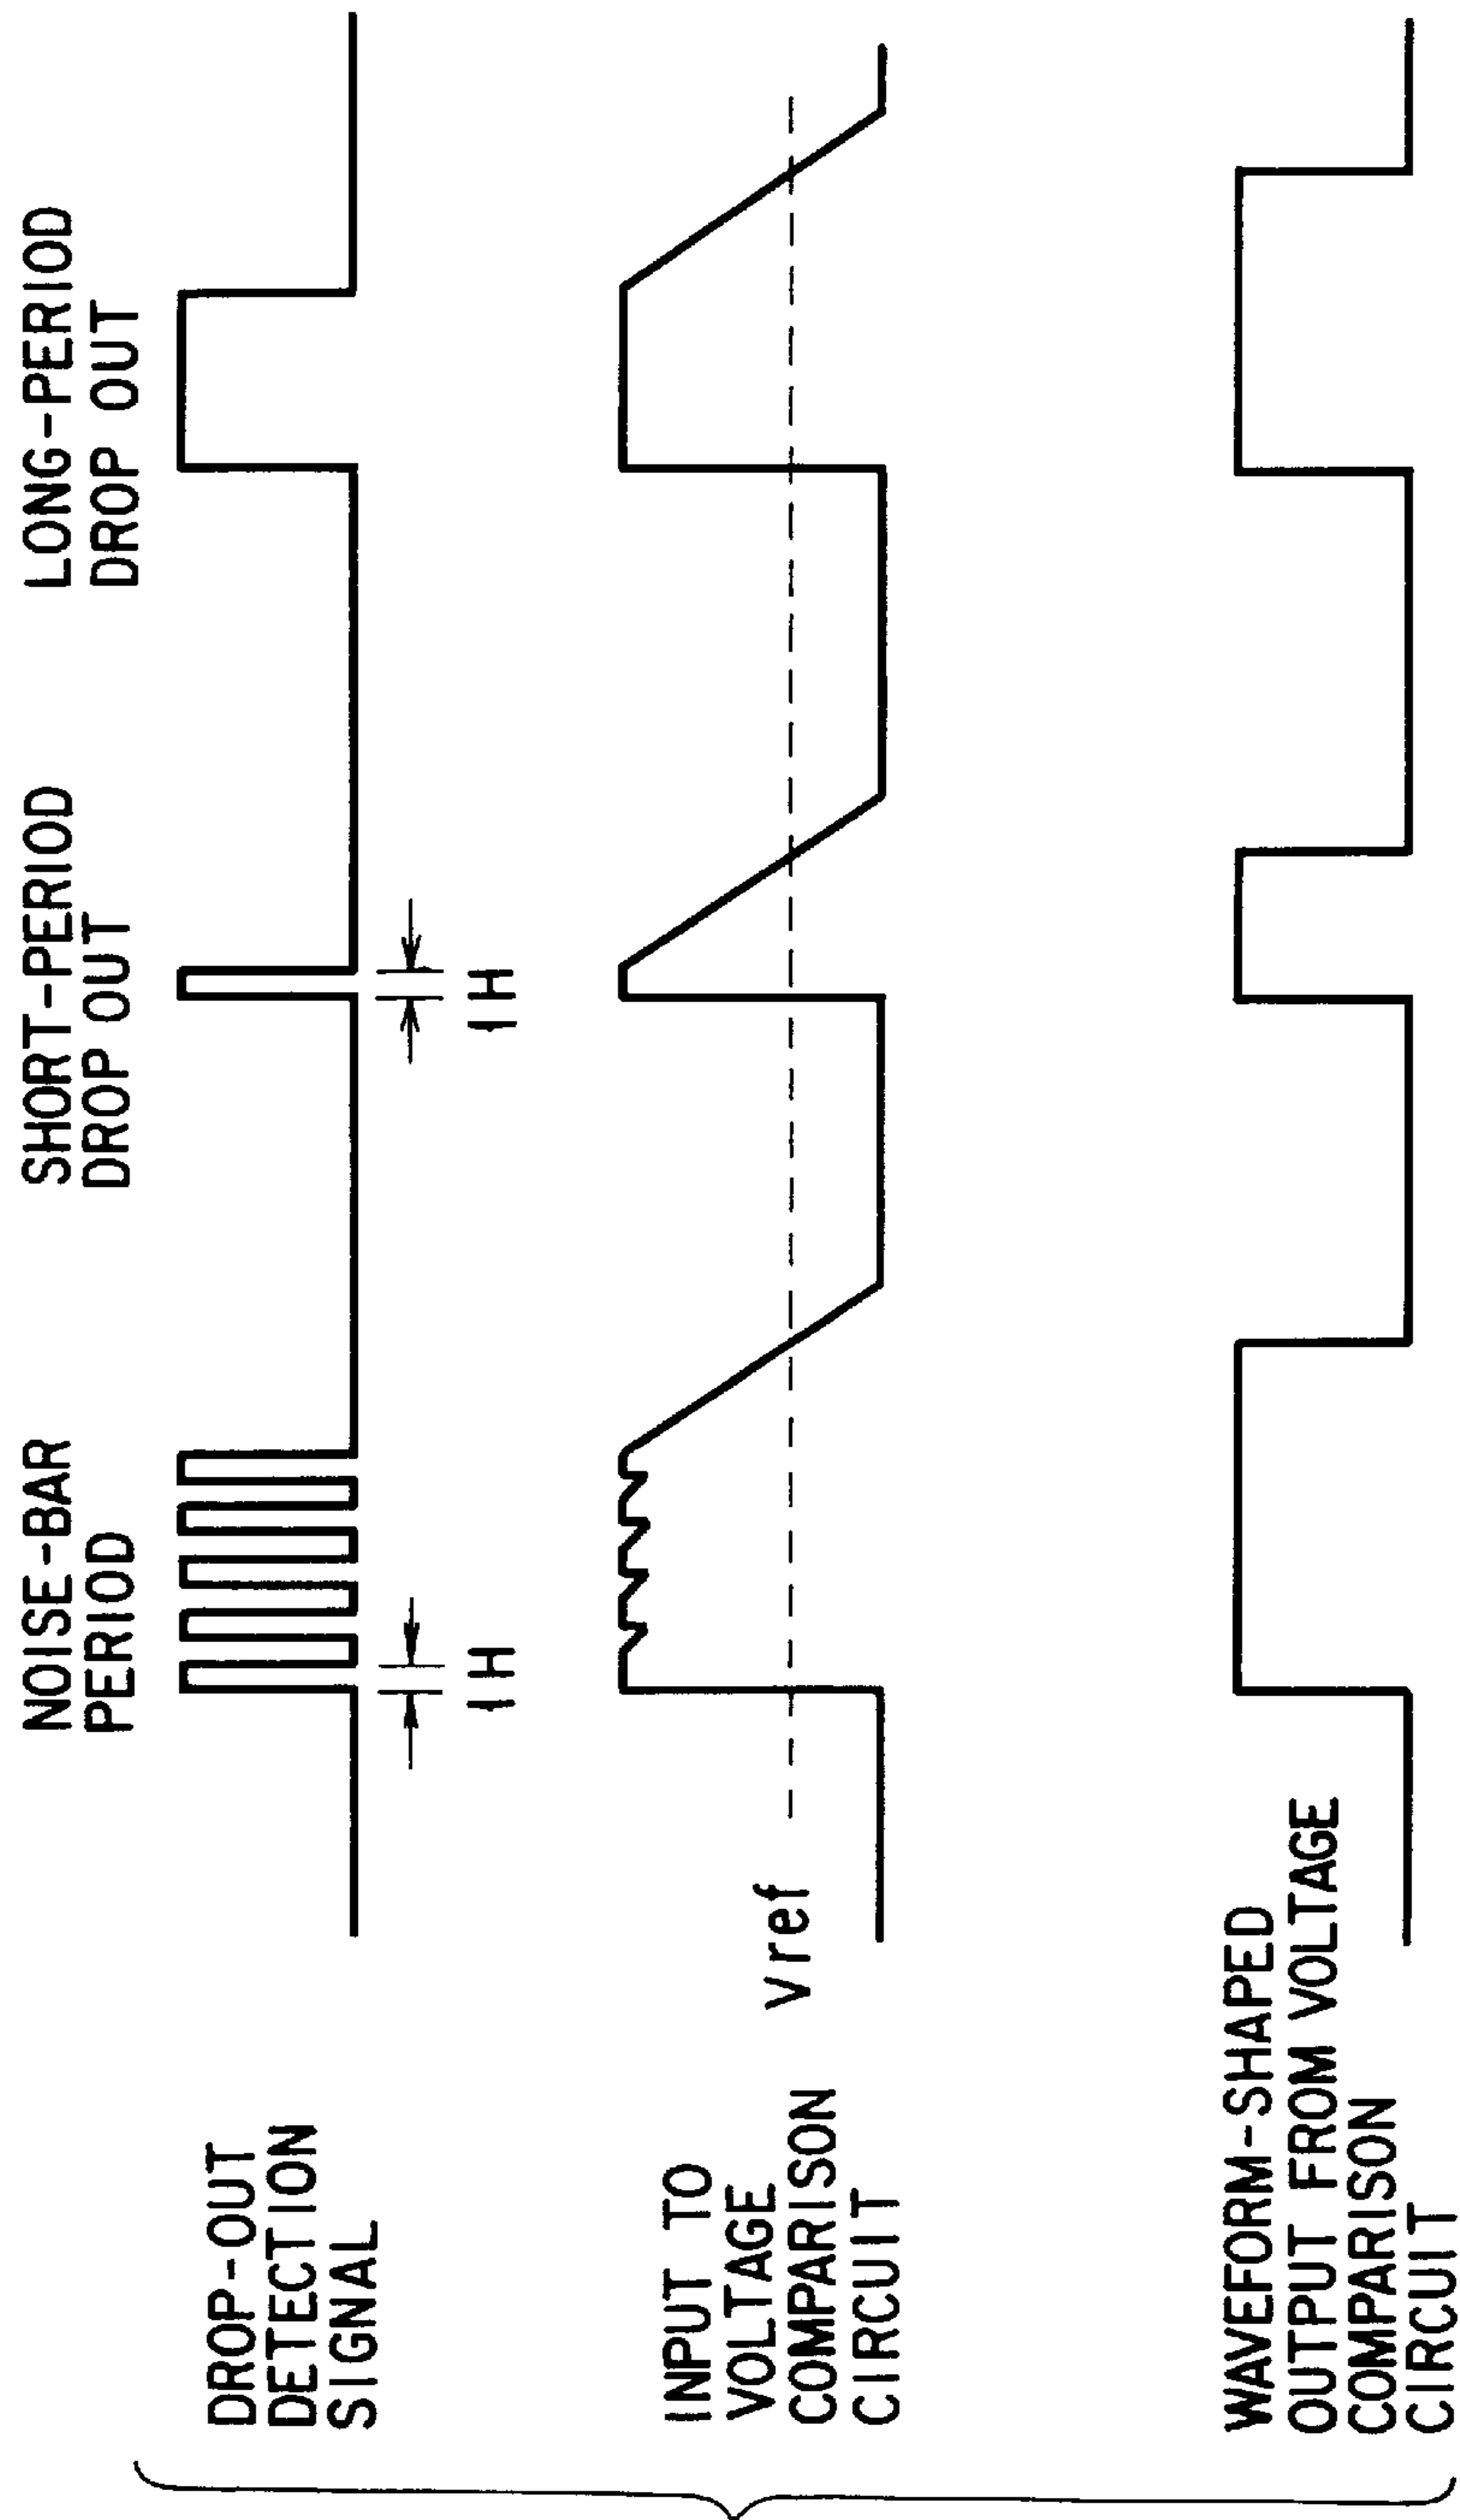 NOISE-BAR
PERIOD
SHORT-PERIOD
DROP OUT
LONG-PERIOD
DROP OUT
DROP-OUT
DETECTION
SIGNAL
1H
1H
INPUT TO
VOLTAGE
COMPARISON
CIRCUIT
Vref
WAVEFORM-SHAPED
OUTPUT FROM VOLTAGE
COMPARISON
CIRCUIT